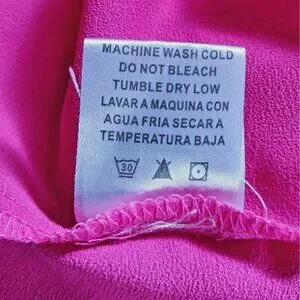 MACHINE WASH COLD
DO NOT BLEACH
TUMBLE DRY LOW
LAVAR A MAQUINA CON
AGUA FRIA SECAR A
TEMPERATURA BAJA
30